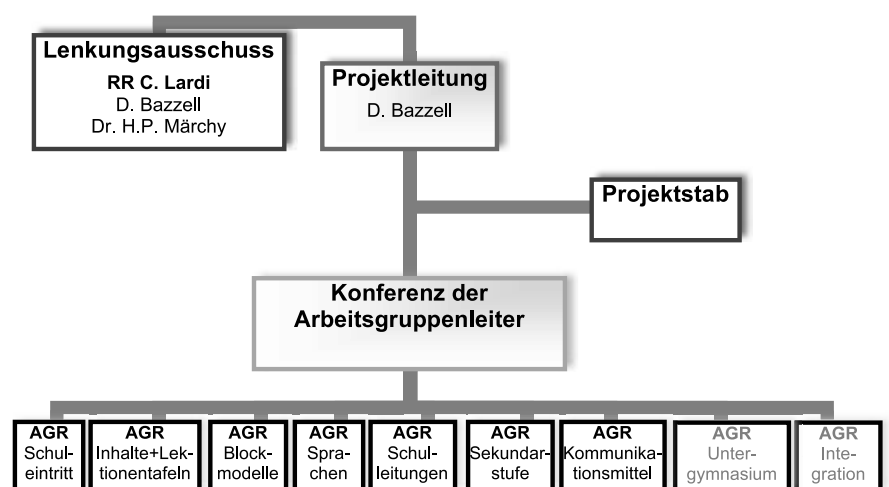 Lenkungsausschuss
RR C. Lardi
D. Bazzell
Dr. H.P. Märchy
Projektleitung
D. Bazzell
Projektstab
Konferenz der
Arbeitsgruppenleiter
AGR
Schul-
eintritt
AGR
Inhalte+Lek-
tionentafeln
AGR
Block-
modelle
AGR
Spra-
chen
AGR
Schul-
leitungen
AGR
Sekundar-
stufe
AGR
Kommunika-
tionsmittel
AGR
Unter-
gymnasium
AGR
Inte-
gration